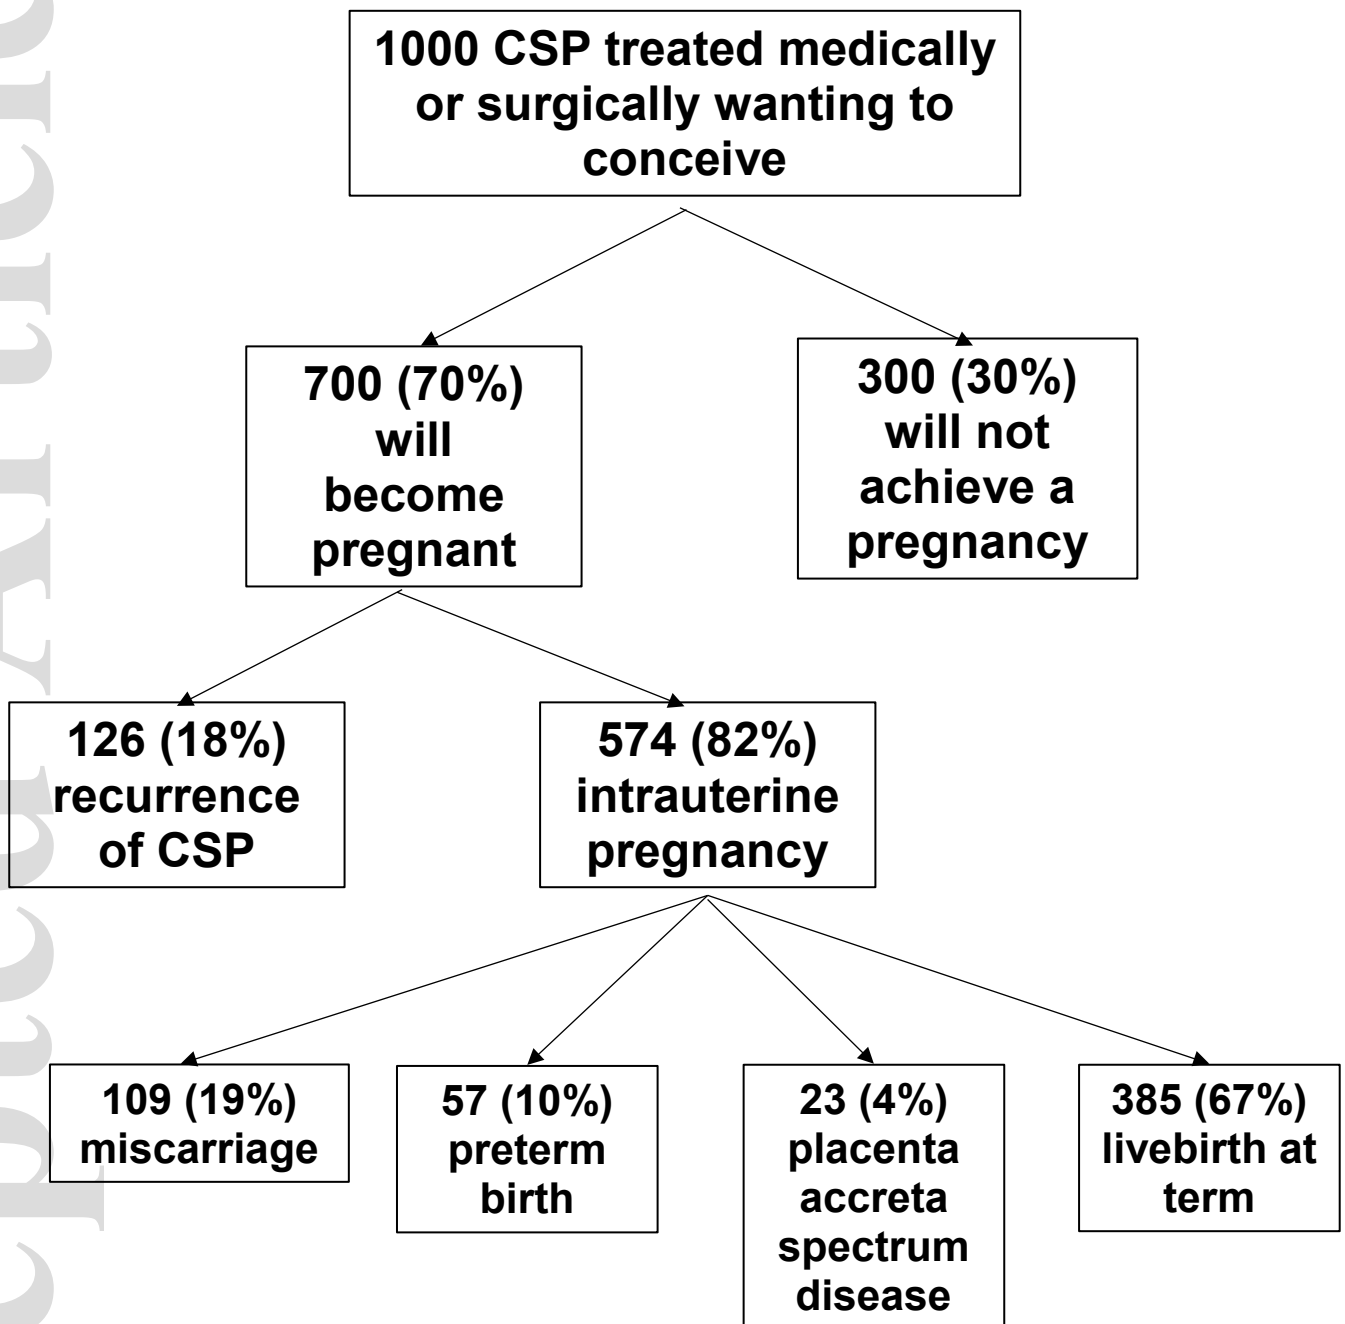 1000 CSP treated medically
or surgically wanting to
conceive
700 (70%)
will
become
pregnant
300 (30%)
will not
achieve a
pregnancy
126 (18%)
recurrence
of CSP
574 (82%)
intrauterine
pregnancy
109 (19%)
miscarriage
57 (10%)
preterm
birth
23 (4%)
placenta
accreta
spectrum
disease
385 (67%)
livebirth at
term